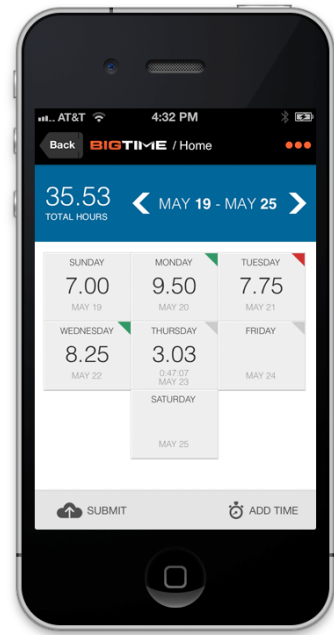 AT&T 4:32 PM
Back BIGTIME / Home
35.53
TOTAL HOURS
MAY 19 - MAY 25
SUNDAY MONDAY TUESDAY
7.00 9.50 7.75
MAY 19 MAY 20 MAY 21
WEDNESDAY THURSDAY FRIDAY
8.25 3.03
0:47:07
MAY 22 MAY 23 MAY 24
SATURDAY
MAY 25
SUBMIT ADD TIME